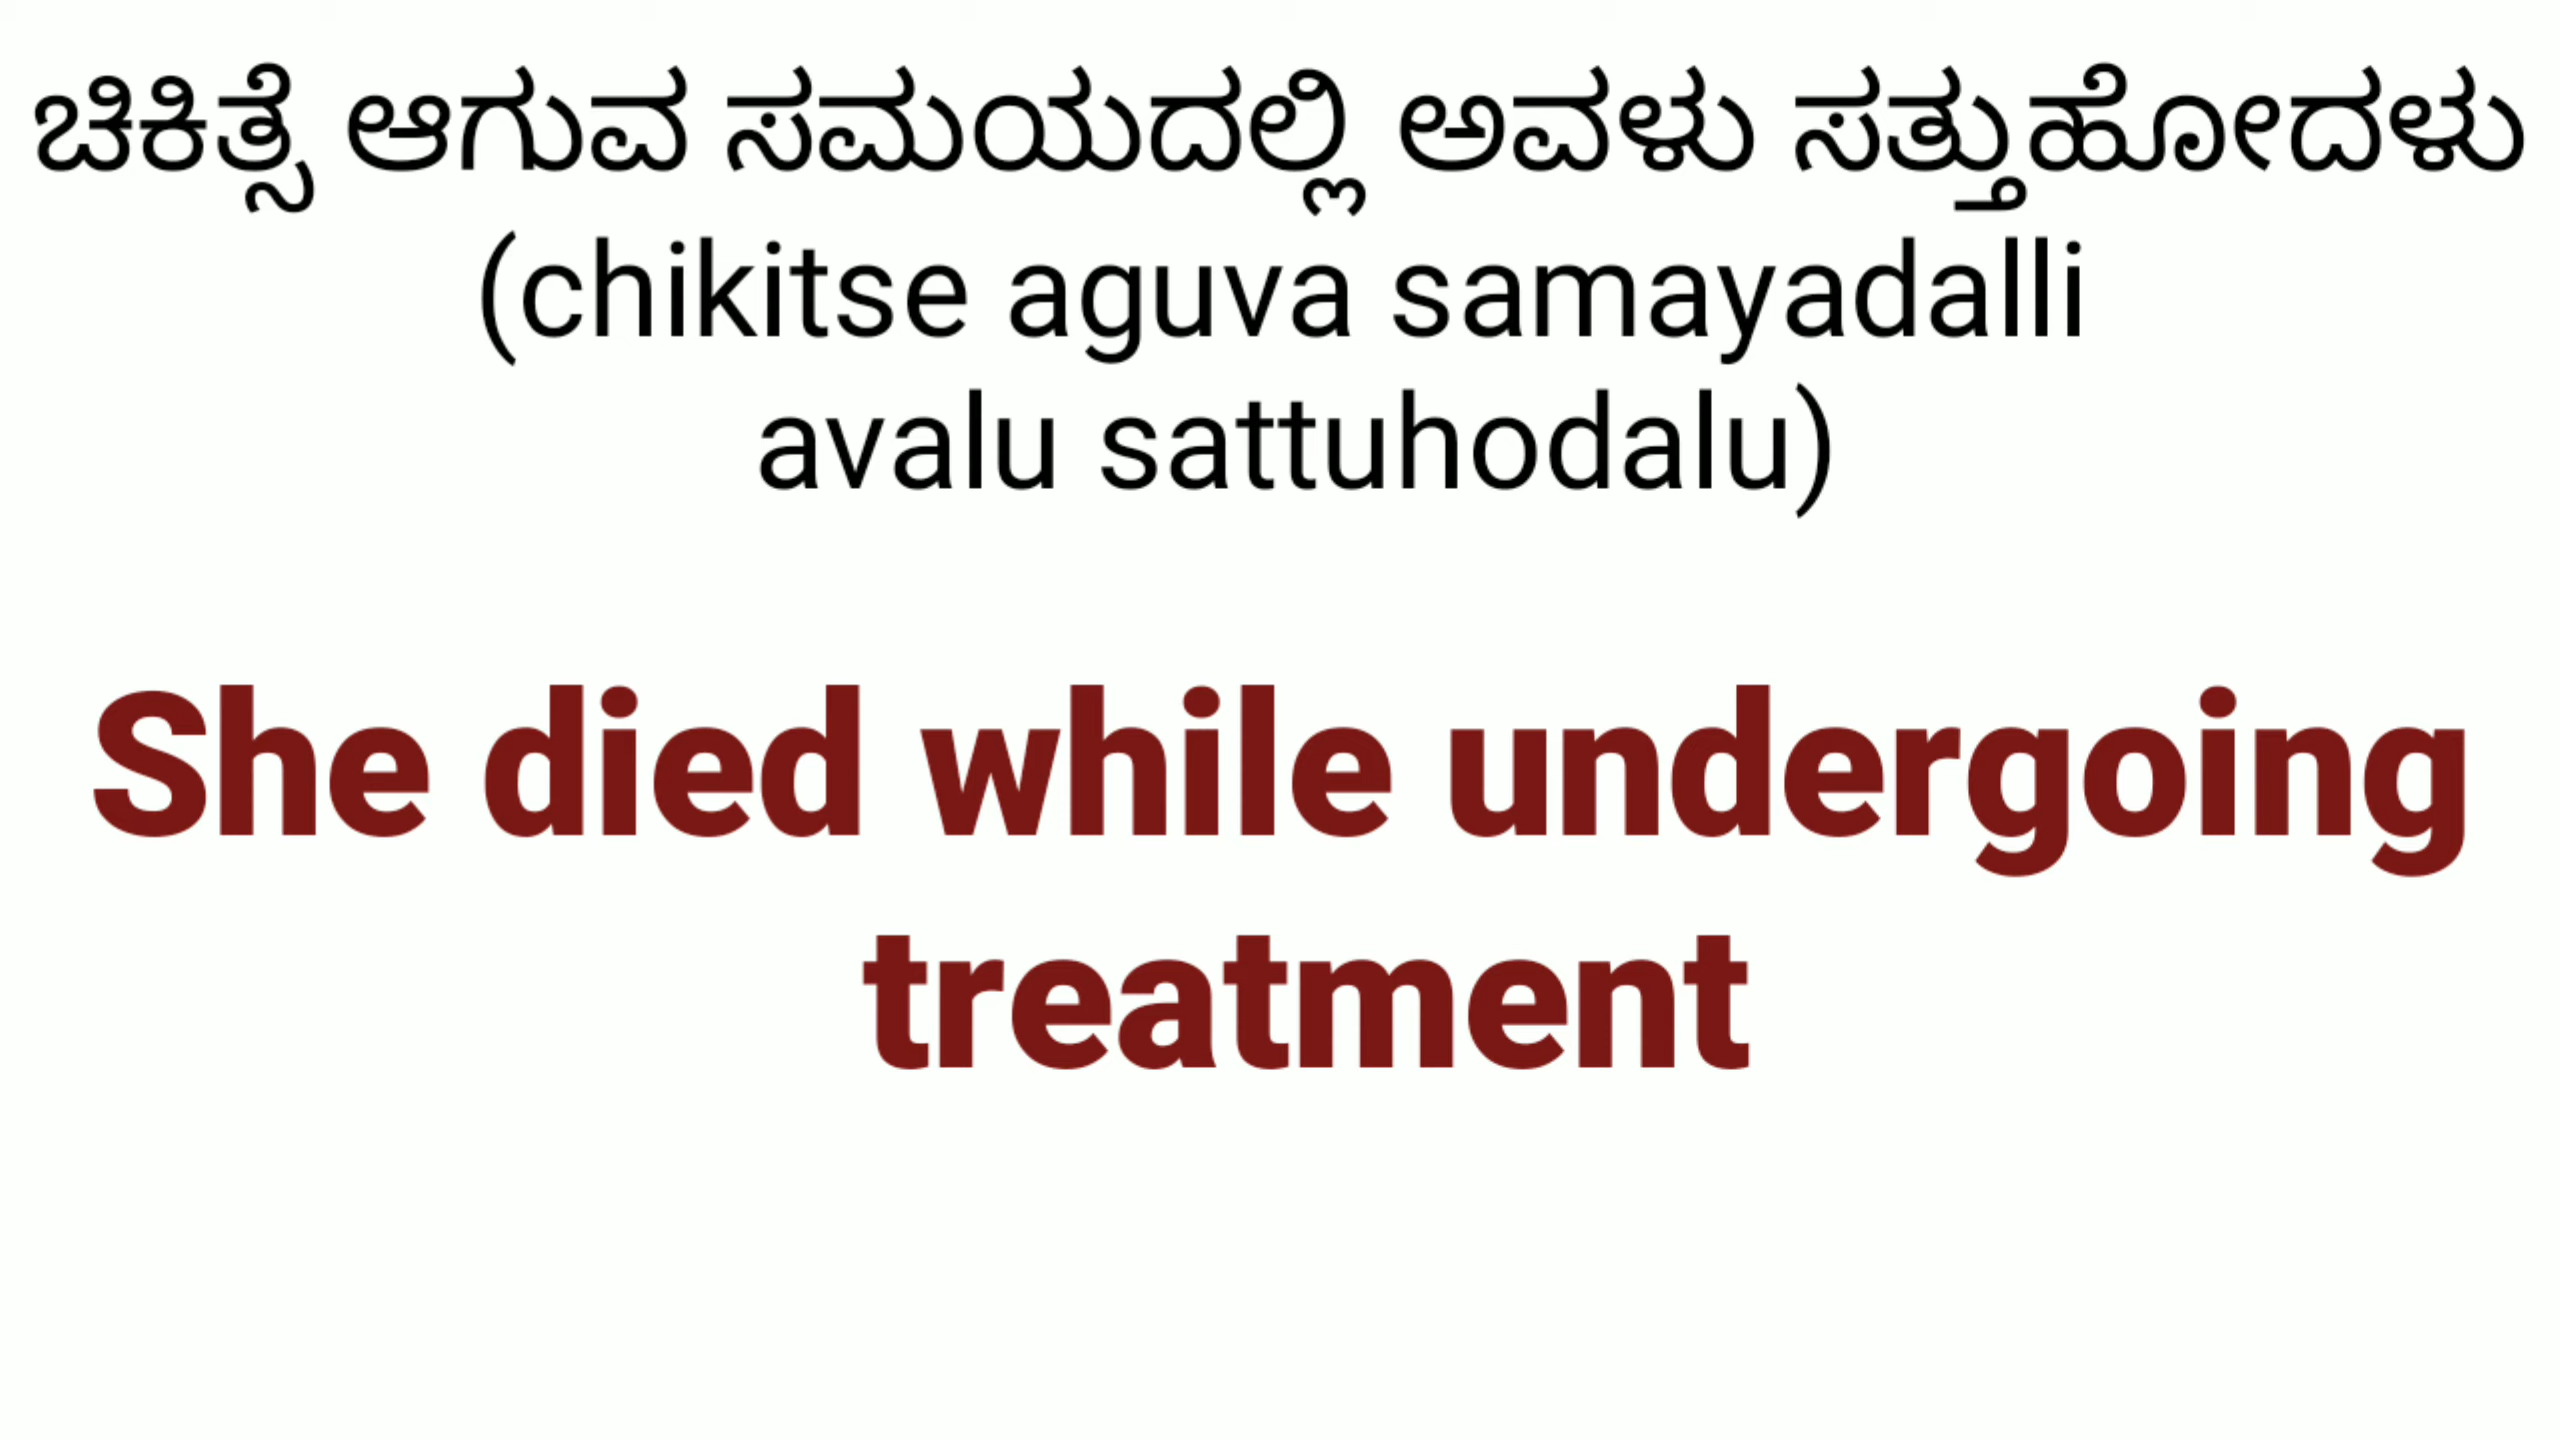 ಚಿಕಿತ್ಸೆ ಆಗುವ ಸಮಯದಲ್ಲಿ ಅವಳು ಸತ್ತುಹೋದಳು
(chikitse aguva samayadalli
avalu sattuhodalu)
She died while undergoing
treatment